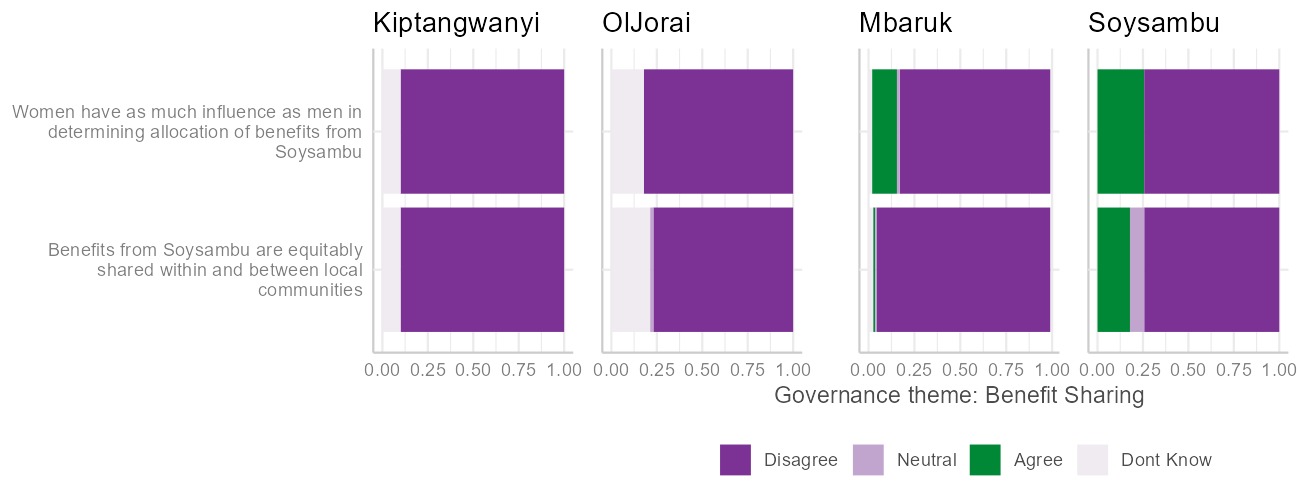 Kiptangwanyi
OlJorai
Mbaruk
Soysambu
Women have as much influence as men in
determining allocation of benefits from
Soysambu
Benefits from Soysambu are equitably
shared within and between local
communities
0.00 0.25 0.50 0.75 1.00
0.00 0.25 0.50 0.75 1.00
0.00 0.25 0.50 0.75 1.00
0.00 0.25 0.50 0.75 1.00
Governance theme: Benefit Sharing
Disagree Neutral Agree Dont Know